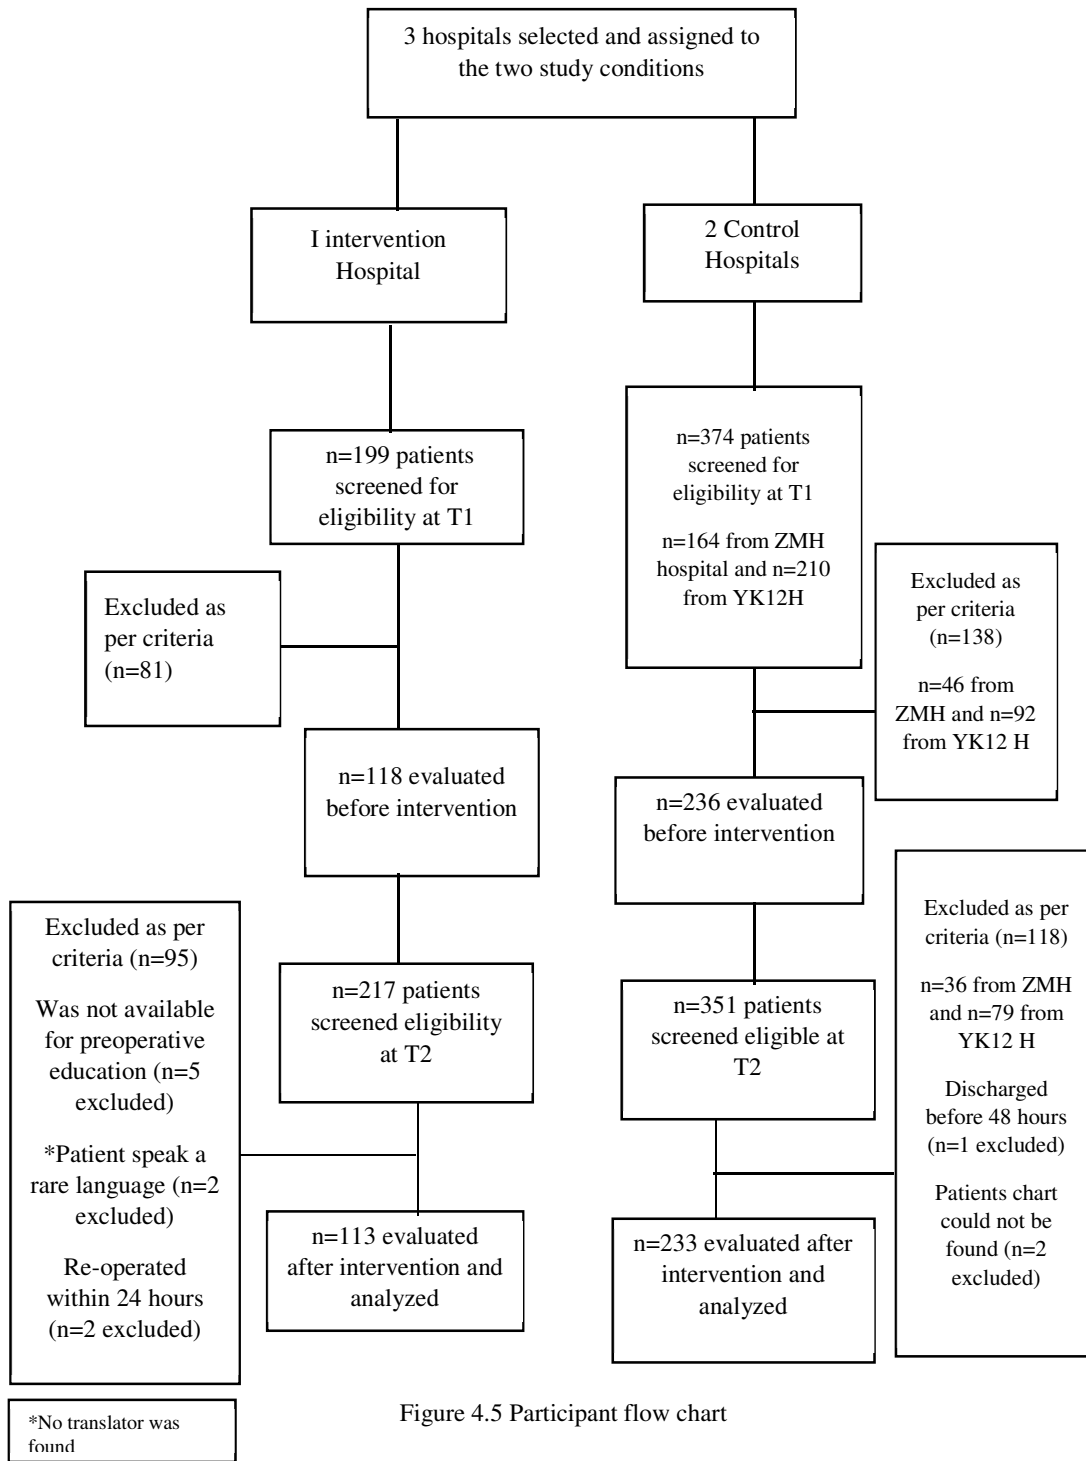 3 hospitals selected and assigned to
the two study conditions
I intervention
Hospital
2 Control
Hospitals
n=199 patients
screened for
eligibility at T1
n=374 patients
screened for
eligibility at T1
n=164 from ZMH
hospital and n=210
from YK12H
Excluded as
per criteria
(n=81)
Excluded as
per criteria
(n=138)
n=46 from
ZMH and n=92
from YK12 H
n=118 evaluated
before intervention
n=236 evaluated
before intervention
Excluded as per
criteria (n=95)
Was not available
for preoperative
education (n=5
excluded)
*Patient speak a
rare language (n=2
excluded)
Re-operated
within 24 hours
(n=2 excluded)
n=217 patients
screened eligibility
at T2
n=351 patients
screened eligible at
T2
Excluded as per
criteria (n=118)
n=36 from ZMH
and n=79 from
YK12 H
Discharged
before 48 hours
(n=1 excluded)
Patients chart
could not be
found (n=2
excluded)
n=113 evaluated
after intervention and
analyzed
n=233 evaluated after
intervention and
analyzed
*No translator was
found
Figure 4.5 Participant flow chart